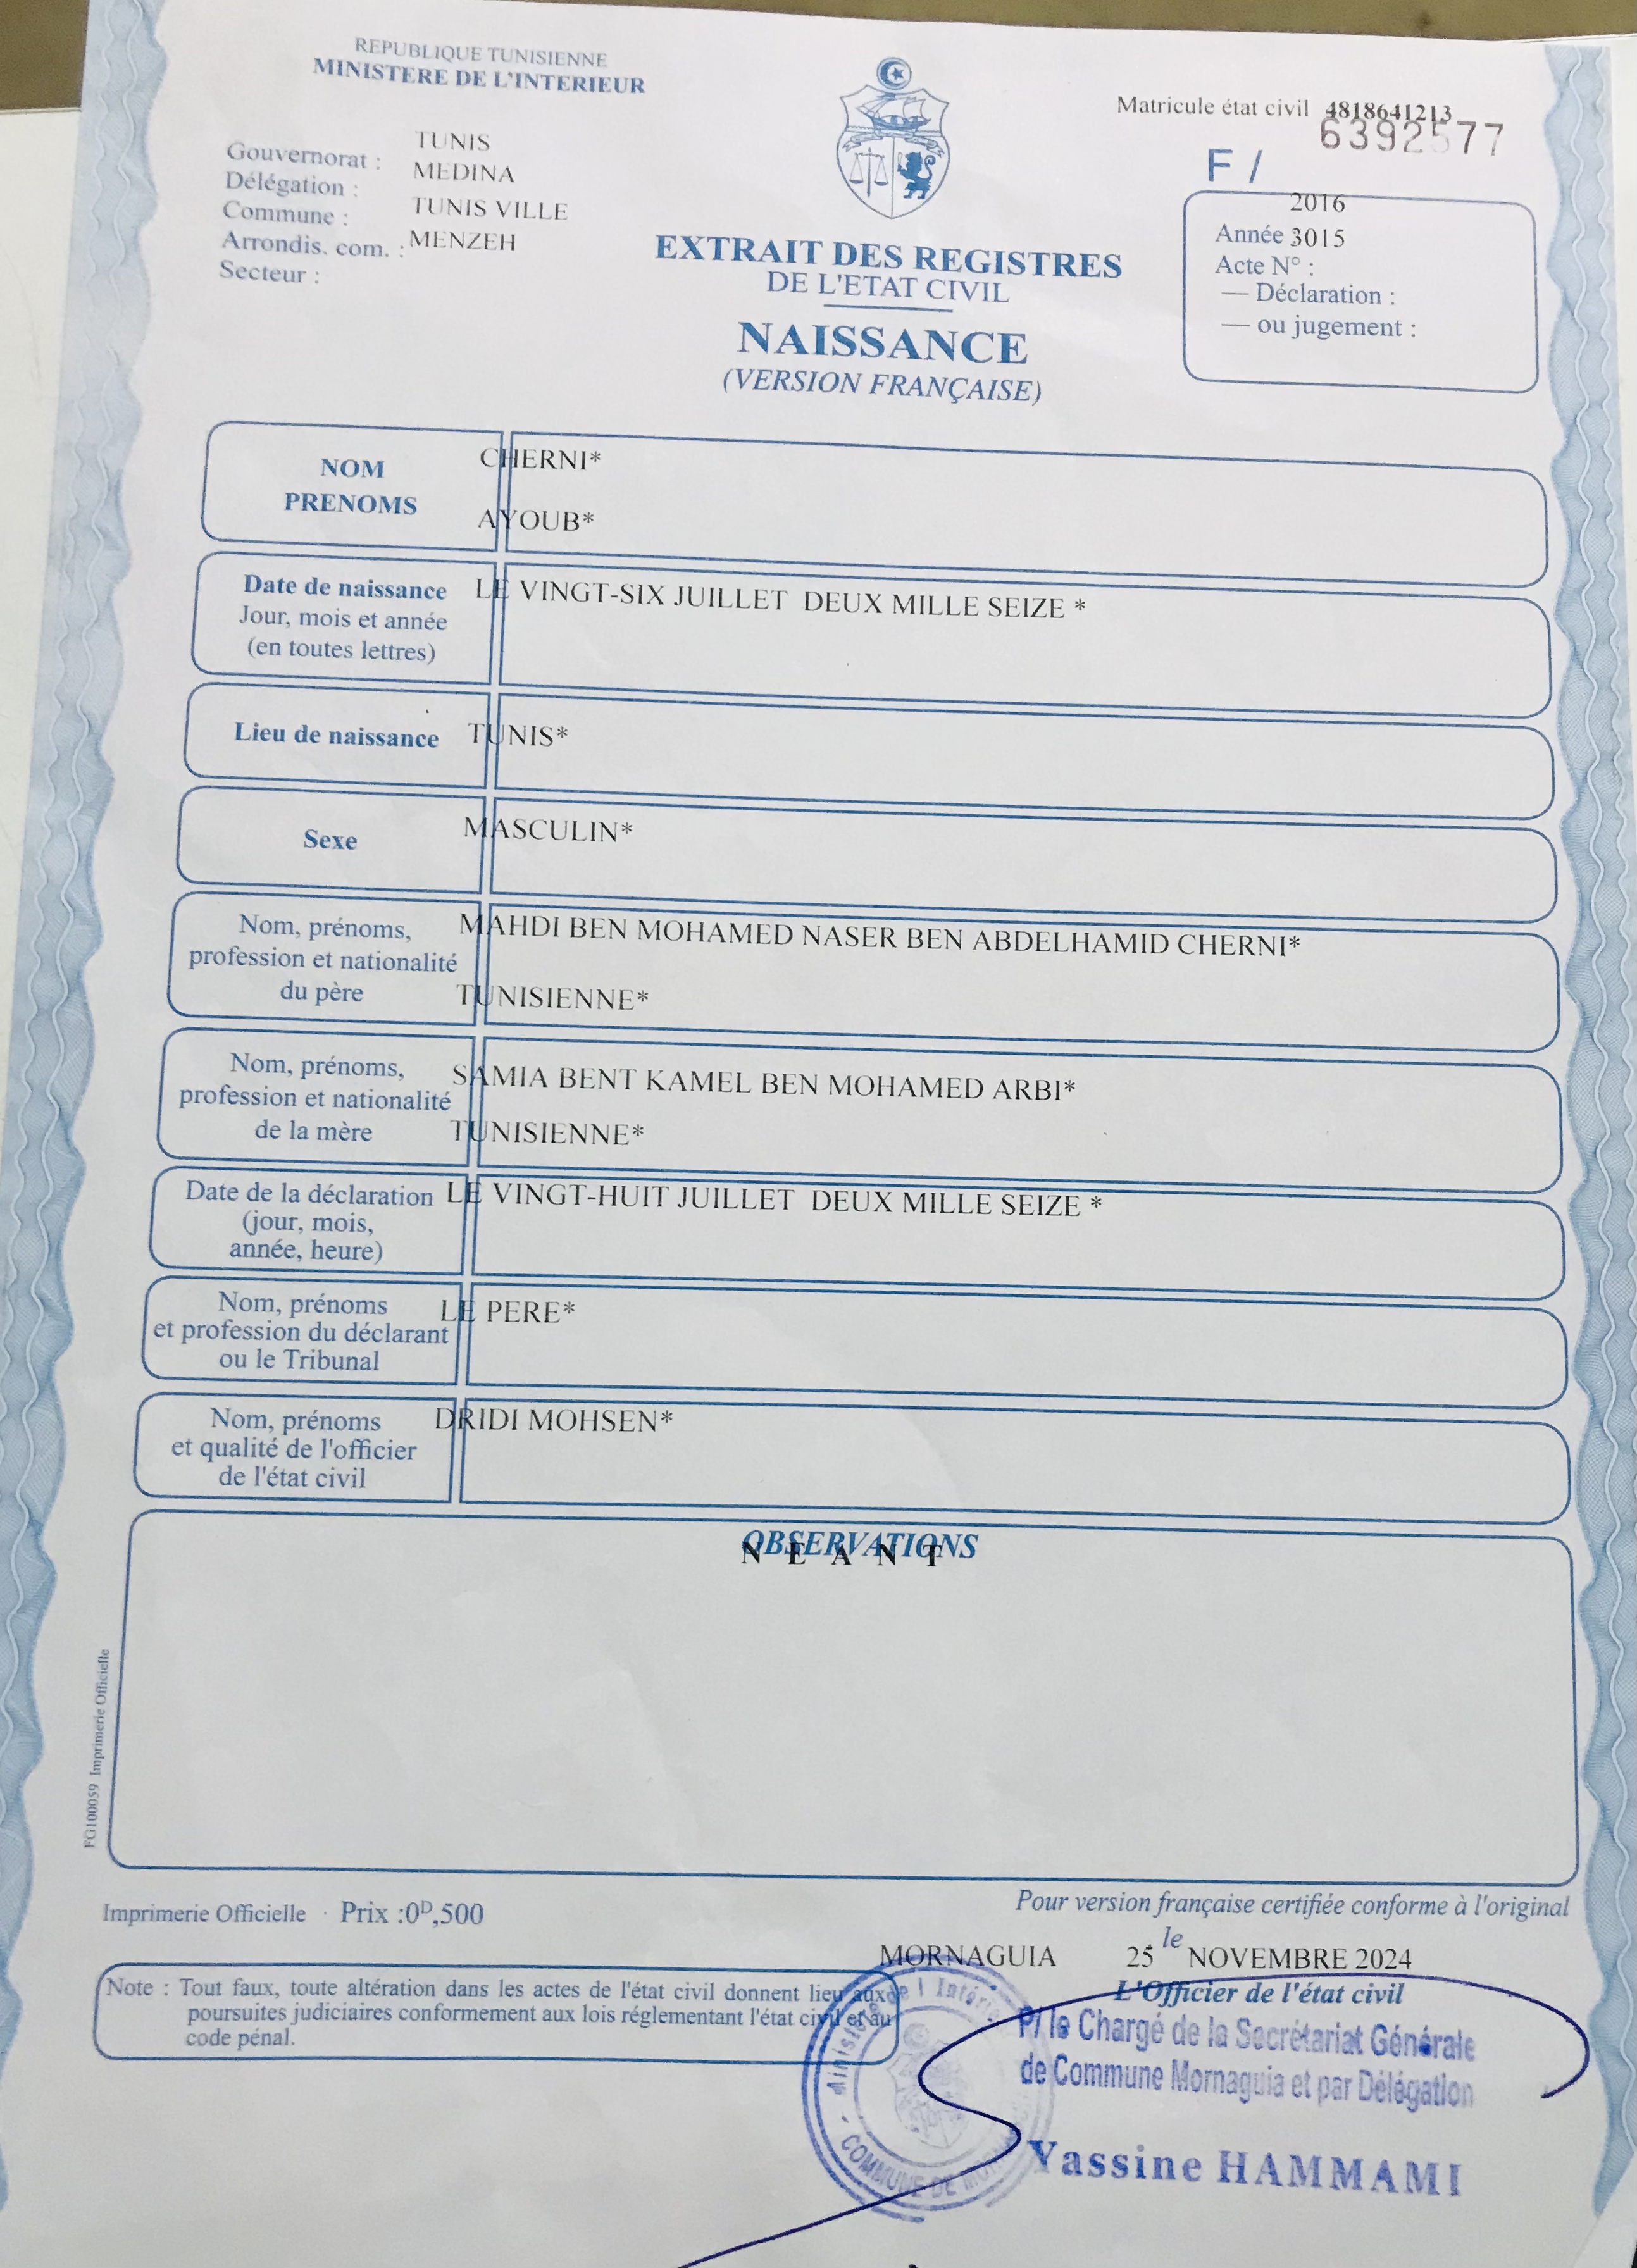 REPUBLIQUE TUNISIENNE
MINISTERE DE L'INTERIEUR
Gouvernorat : TUNIS
Délégation : MEDINA
Commune : TUNIS VILLE
Arrondis. com. : MENZEH
Secteur :
Matricule état civil 4818641213
6392577
F /
2016
Année 3015
Acte N° :
— Déclaration :
— ou jugement :
EXTRAIT DES REGISTRES
DE L'ETAT CIVIL
NAISSANCE
(VERSION FRANÇAISE)
NOM CHERNI*
PRENOMS AYOUB*
Date de naissance LE VINGT-SIX JUILLET DEUX MILLE SEIZE *
Jour, mois et année
(en toutes lettres)
Lieu de naissance TUNIS*
Sexe MASCULIN*
Nom, prénoms, MAHDI BEN MOHAMED NASER BEN ABDELHAMID CHERNI*
profession et nationalité
du père TUNISIENNE*
Nom, prénoms, SAMIA BENT KAMEL BEN MOHAMED ARBI*
profession et nationalité
de la mère TUNISIENNE*
Date de la déclaration LE VINGT-HUIT JUILLET DEUX MILLE SEIZE *
(jour, mois,
année, heure)
Nom, prénoms LE PERE*
et profession du déclarant
ou le Tribunal
Nom, prénoms DRIDI MOHSEN*
et qualité de l'officier
de l'état civil
OBSERVATIONS
N E A N T
FG100059 Imprimerie Officielle
Imprimerie Officielle Prix :0D,500
Pour version française certifiée conforme à l'original
MORNAGUIA 25 le NOVEMBRE 2024
L'Officier de l'état civil
Note : Tout faux, toute altération dans les actes de l'état civil donnent lieu aux
poursuites judiciaires conformement aux lois réglementant l'état civil et au
code pénal.
P/ le Chargé de la Secrétariat Générale
de Commune Mornaguia et par Délégation
Yassine HAMMAMI
COMMUNE DE